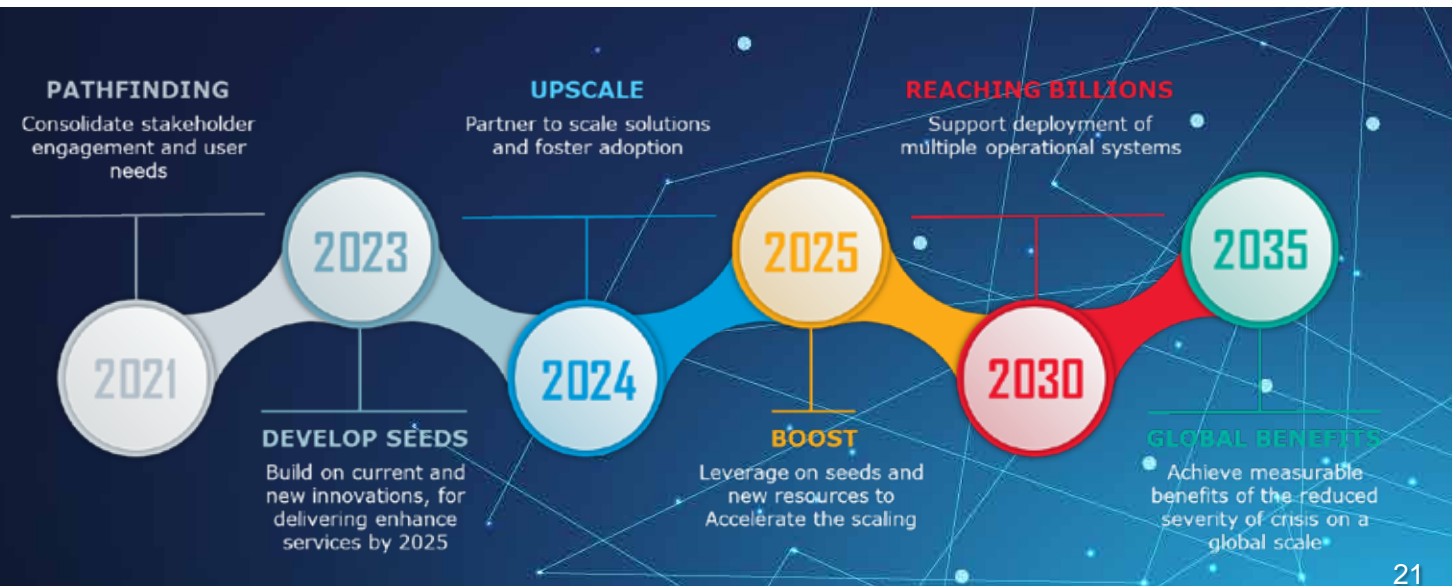 PATHFINDING
Consolidate stakeholder
engagement and user
needs
2021
2023
DEVELOP SEEDS
Build on current and
new innovations, for
delivering enhance
services by 2025
UPSCALE
Partner to scale solutions
and foster adoption
2024
2025
BOOST
Leverage on seeds and
new resources to
Accelerate the scaling
REACHING BILLIONS
Support deployment of
multiple operational systems
2030
2035
GLOBAL BENEFITS
Achieve measurable
benefits of the reduced
severity of crisis on a
global scale
21